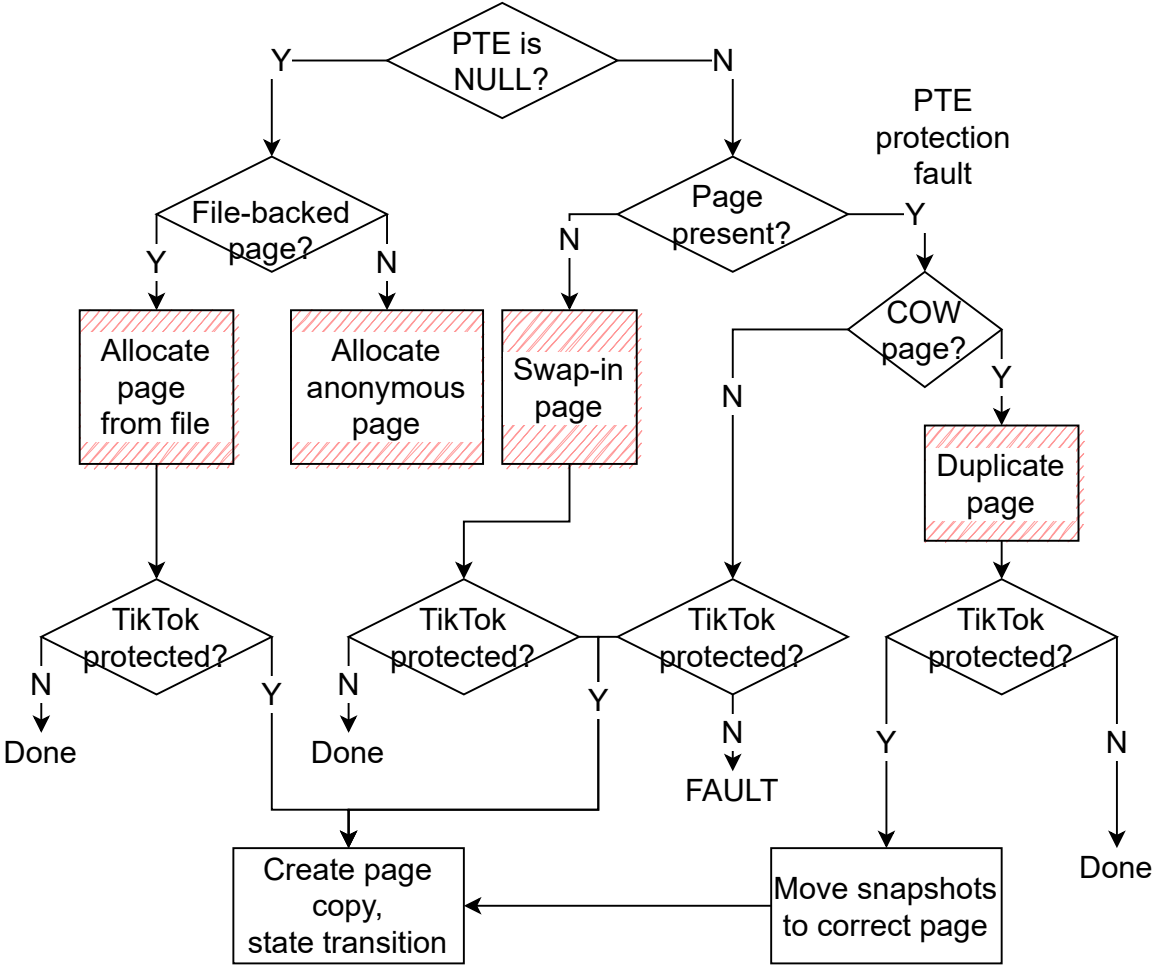 PTE is
NULL?
Y
N
PTE
protection
fault
File-backed
page?
Page
present?
Y
Y
N
N
COW
page?
Allocate
page
from file
Allocate
anonymous
page
Swap-in
page
N
Y
Duplicate
page
TikTok
protected?
TikTok
protected?
TikTok
protected?
TikTok
protected?
N
Y
N
Y
N
Y
N
Done
Done
FAULT
Done
Create page
copy,
state transition
Move snapshots
to correct page